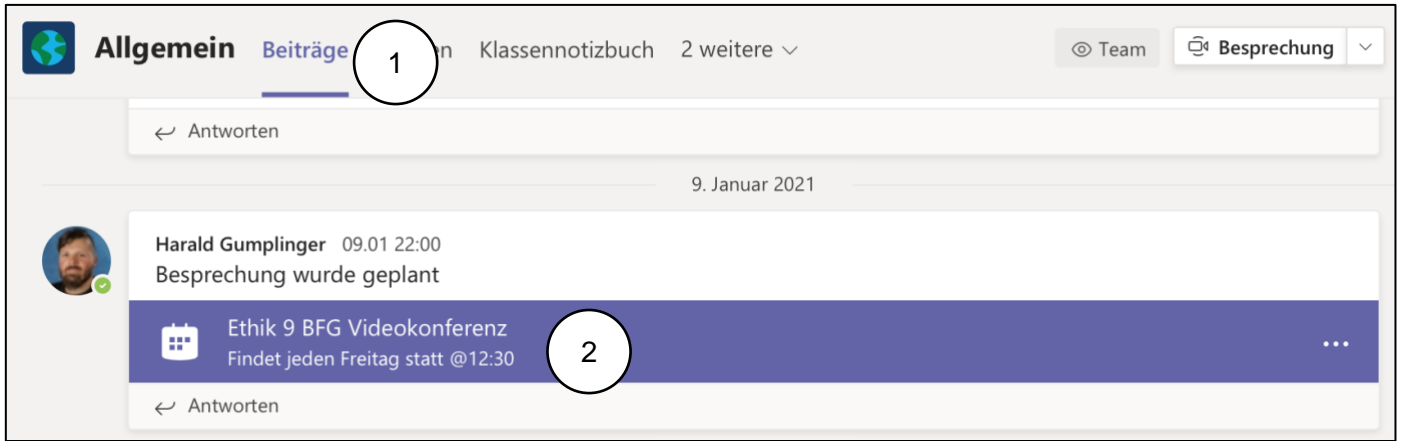 Allgemein Beiträge 1 Klassennotizbuch 2 weitere Team Besprechung
Antworten
9. Januar 2021
Harald Gumplinger 09.01 22:00
Besprechung wurde geplant
Ethik 9 BFG Videokonferenz
Findet jeden Freitag statt @12:30
2
Antworten